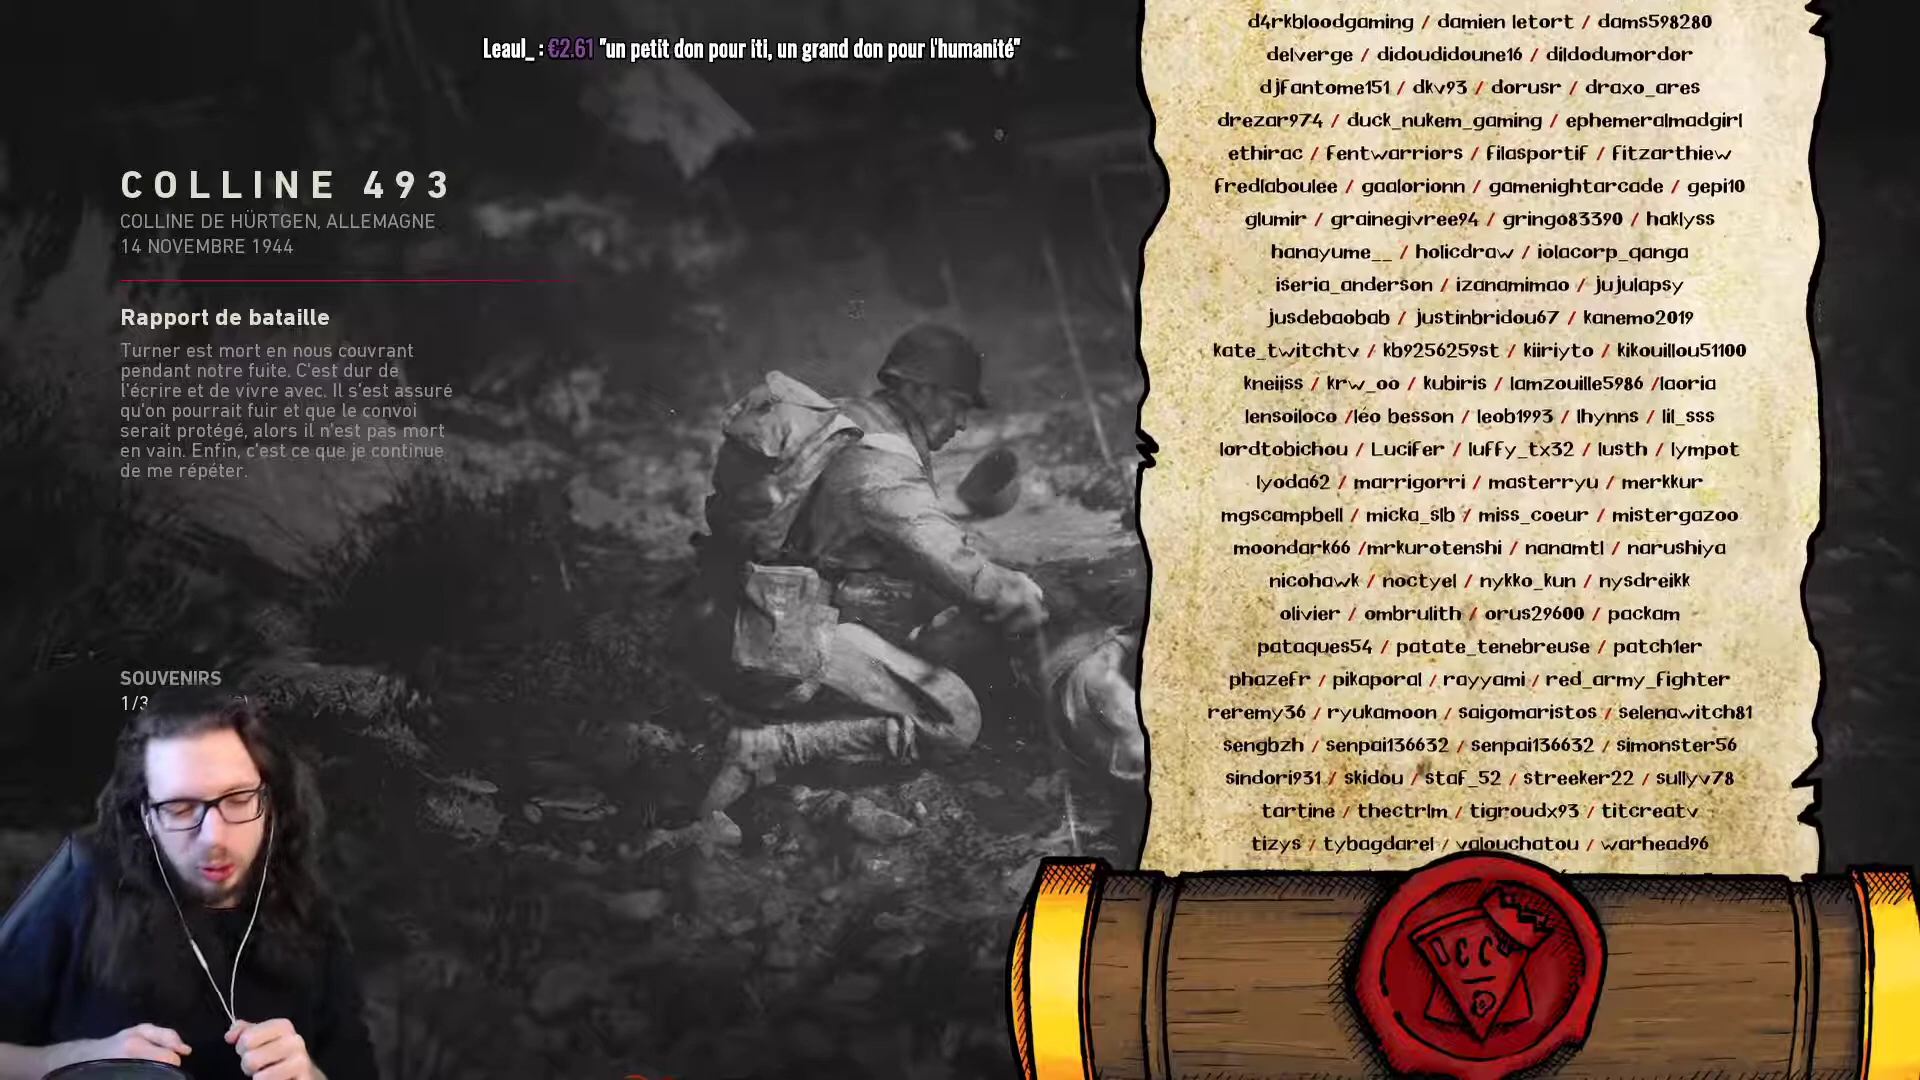 Leaul_ : €2.61 "un petit don pour iti, un grand don pour l'humanité"
COLLINE 493
COLLINE DE HÜRTGEN, ALLEMAGNE
14 NOVEMBRE 1944
Rapport de bataille
Turner est mort en nous couvrant
pendant notre fuite. C'est dur de
l'écrire et de vivre avec. Il s'est assuré
qu'on pourrait fuir et que le convoi
serait protégé, alors il n'est pas mort
en vain. Enfin, c'est ce que je continue
de me répéter.
SOUVENIRS
1/3
d4rkbloodgaming / damien letort / dams598280
delverge / didoudidoune16 / dildodumordor
djfantome151 / dkv93 / dorusr / draxo_ares
drezar974 / duck_nukem_gaming / ephemeralmadgirl
ethirac / fentwarriors / filasportif / fitzarthiew
fredlaboulee / gaalorionn / gamenightarcade / gepi10
glumir / grainegivree94 / gringo83390 / haklyss
hanayume__ / holicdraw / iolacorp_qanga
iseria_anderson / izanamimao / jujulapsy
jusdebaobab / justinbridou67 / kanemo2019
kate_twitchtv / kb9256259st / kiiriyto / kikouillou51100
kneiiss / krw_oo / kubiris / lamzouille5986 /laoria
lensoiloco /léo besson / leob1993 / lhynns / lil_sss
lordtobichou / Lucifer / luffy_tx32 / lusth / lympot
lyoda62 / marrigorri / masterryu / merkkur
mgscampbell / micka_slb / miss_coeur / mistergazoo
moondark66 /mrkurotenshi / nanamtl / narushiya
nicohawk / noctyel / nykko_kun / nysdreikk
olivier / ombrulith / orus29600 / packam
pataques54 / patate_tenebreuse / patch1er
phazefr / pikaporal / rayyami / red_army_fighter
reremy36 / ryukamoon / saigomaristos / selenawitch81
sengbzh / senpai136632 / senpai136632 / simonster56
sindori931 / skidou / staf_52 / streeker22 / sullyv78
tartine / thectrlm / tigroudx93 / titcreatv
tizys / tybagdarel / valouchatou / warhead96